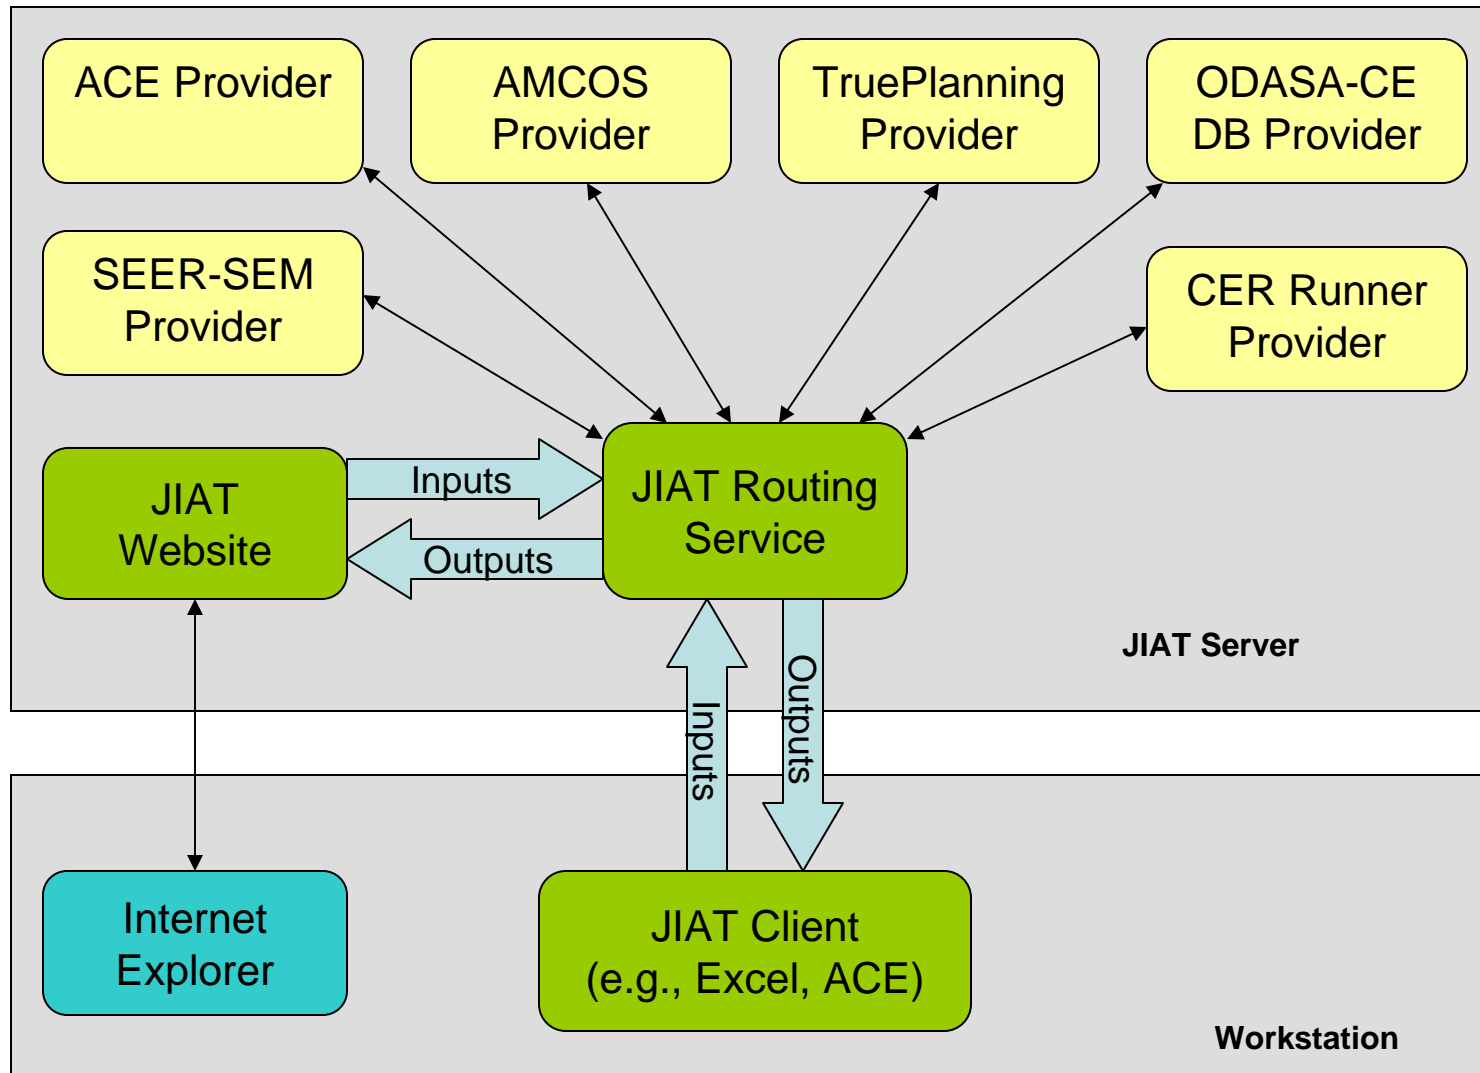 ACE Provider
AMCOS
Provider
TruePlanning
Provider
ODASA-CE
DB Provider
SEER-SEM
Provider
CER Runner
Provider
JIAT
Website
Inputs
Outputs
JIAT Routing
Service
JIAT Server
Inputs
Outputs
Internet
Explorer
JIAT Client
(e.g., Excel, ACE)
Workstation